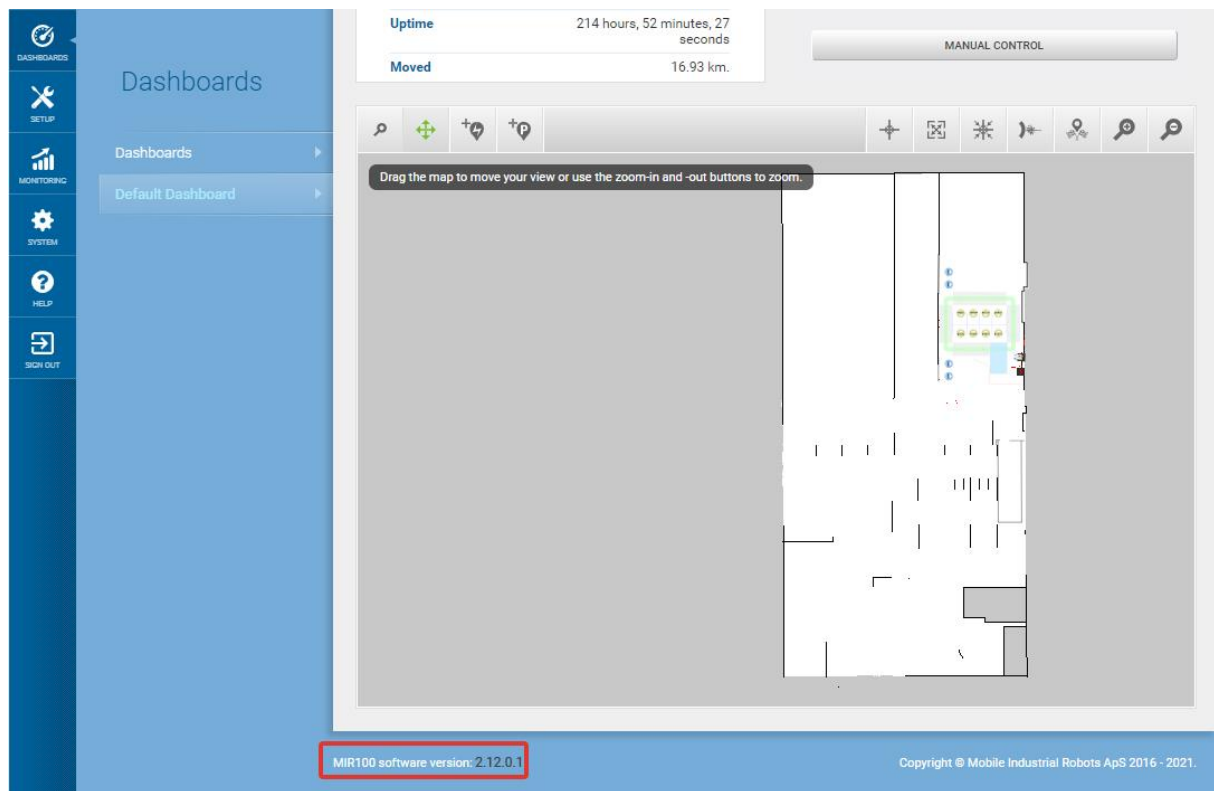 DASHBOARDS
SETUP
MONITORING
SYSTEM
HELP
SIGN OUT
Dashboards
Dashboards
Default Dashboard
Uptime 214 hours, 52 minutes, 27
seconds
Moved 16.93 km.
MANUAL CONTROL
Drag the map to move your view or use the zoom-in and -out buttons to zoom.
MIR100 software version: 2.12.0.1
Copyright © Mobile Industrial Robots ApS 2016 - 2021.